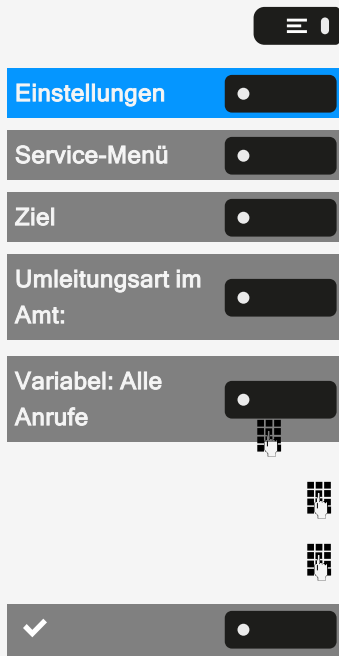 Einstellungen
Service-Menü
Ziel
Umleitungsart im
Amt:
Variabel: Alle
Anrufe